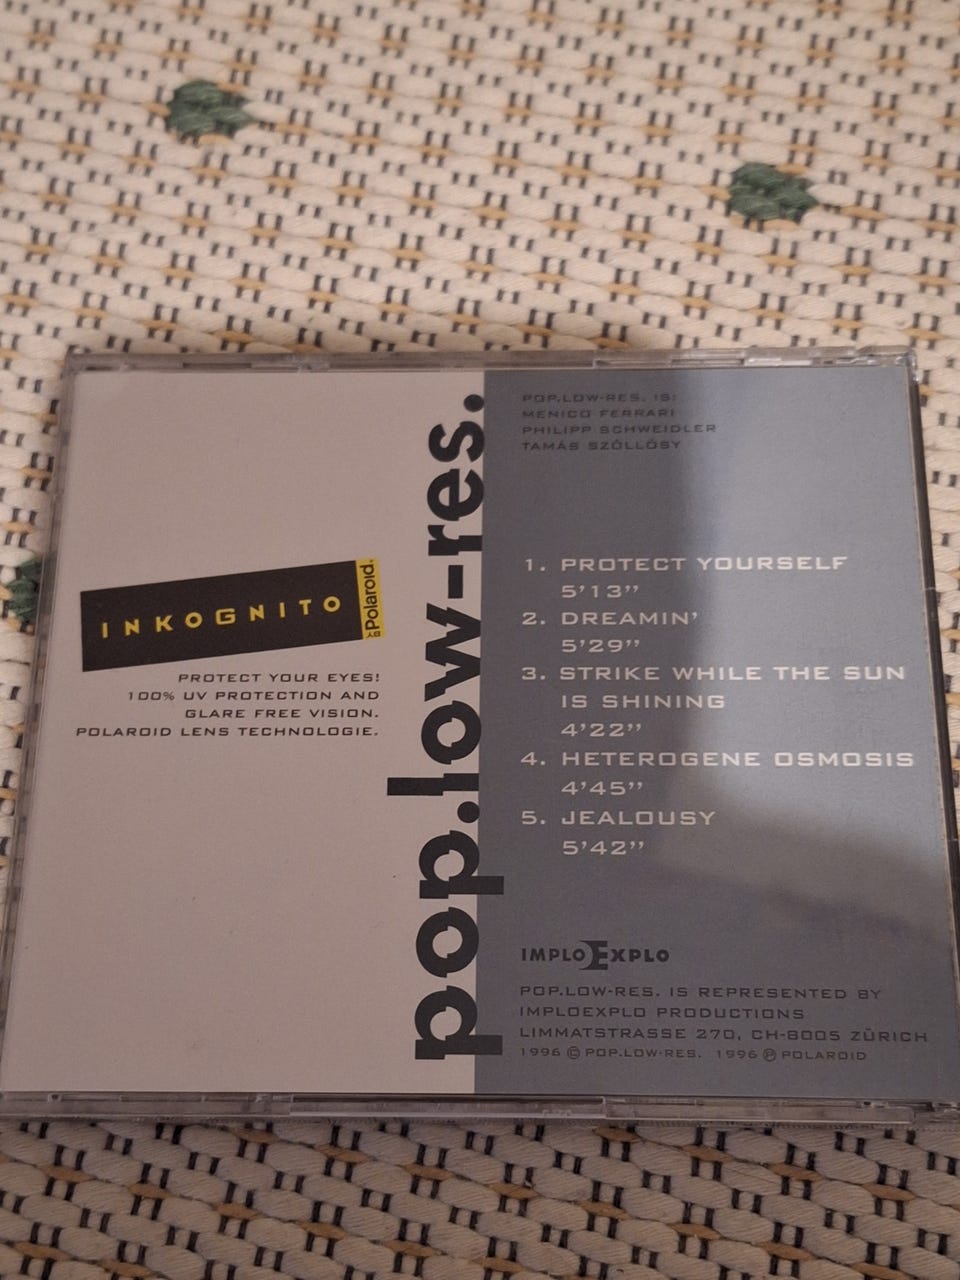 INKOGNITO
Polaroid
PROTECT YOUR EYES!
100% UV PROTECTION AND
GLARE FREE VISION.
POLAROID LENS TECHNOLOGIE.
pop.low-res.
POP.LOW-RES. IS:
MENICO FERRARI
PHILIPP SCHWEIDLER
TAMÁS SZÖLLÖSY
1. PROTECT YOURSELF
5'13''
2. DREAMIN'
5'29''
3. STRIKE WHILE THE SUN
IS SHINING
4'22''
4. HETEROGENE OSMOSIS
4'45''
5. JEALOUSY
5'42''
IMPLOEXPLO
POP.LOW-RES. IS REPRESENTED BY
IMPLOEXPLO PRODUCTIONS
LIMMATSTRASSE 270, CH-8005 ZÜRICH
1996 © POP.LOW-RES. 1996 ℗ POLAROID